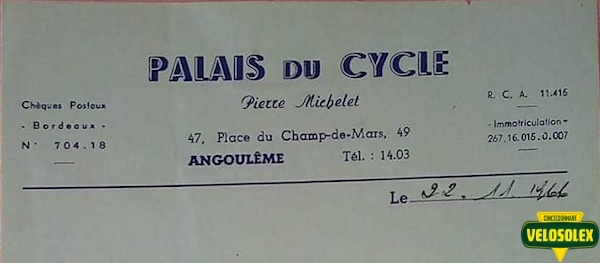 PALAIS DU CYCLE
Pierre Michelet
Chèques Postaux
- Bordeaux -
N° 704.18
47, Place du Champ-de-Mars, 49
ANGOULÊME Tél. : 14.03
R. C. A. 11.415
- Immatriculation -
267.16.015.0.007
Le 22.11.1966
CONCESSIONNAIRE
VELOSOLEX